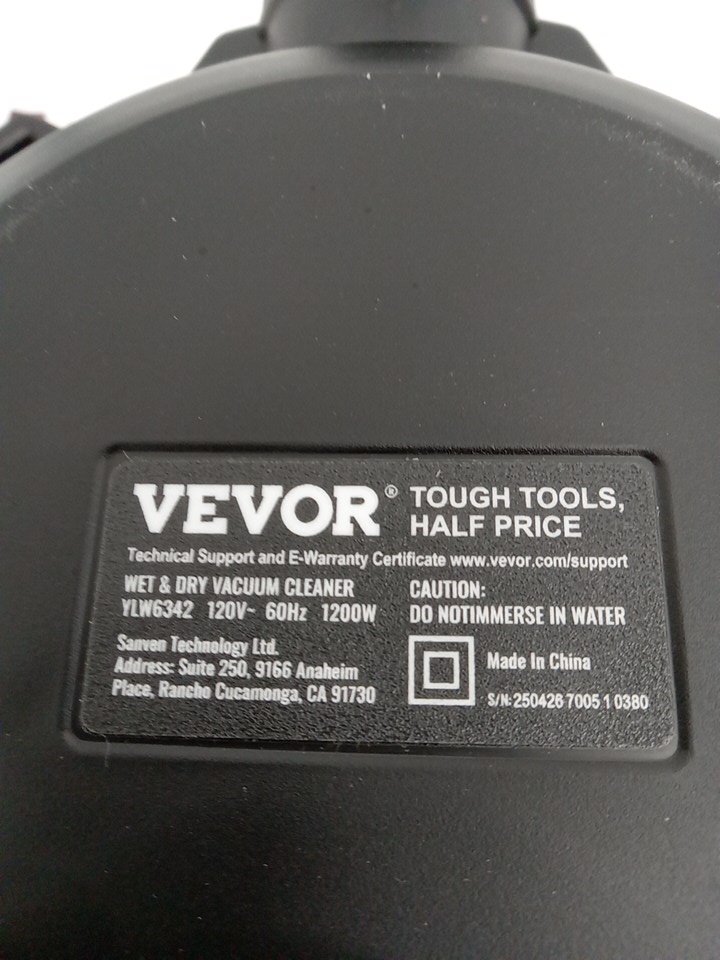 VEVOR® TOUGH TOOLS,
HALF PRICE
Technical Support and E-Warranty Certificate www.vevor.com/support
WET & DRY VACUUM CLEANER
YLW6342 120V~ 60Hz 1200W
CAUTION:
DO NOTIMMERSE IN WATER
Sanven Technology Ltd.
Address: Suite 250, 9166 Anaheim
Place, Rancho Cucamonga, CA 91730
Made In China
S/N:250426 7005 1 0380